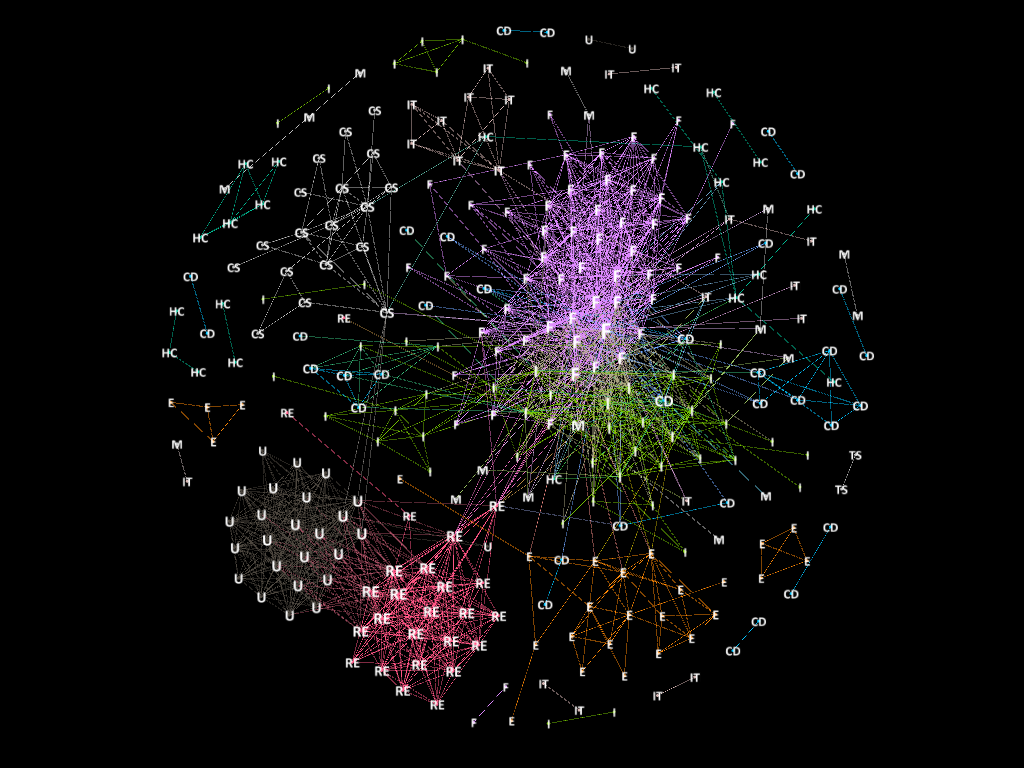 CD CD
I I U U
I I I M IT IT IT
M I HC HC
IT IT IT
CS IT F M
I M IT F F CD
CS HC F
IT HC
CS CS IT F F F
HC HC IT F HC
M CS CS CS F F F HC CD
HC HC F F F F
HC CS CS F F F F IT M HC
CS CS CD CD F F F CD IT
CS CS F F F M
CS CS CS F F F F F F F
CD I CD F F F HC IT CD
I CS CD F F F F IT HC
HC HC CS RE F F IT M
CD CS CS CD F F F F F M
HC I I I F F F CD I CD CD
HC HC CD CD CD I F I F F I I I CD M HC
E E E RE CD I I I I CD CD CD CD
M E I I I F F M I I I I CD
U U U I M I I I I I I TS
IT U U U E M M HC I I I M I TS
U U U U RE RE I CD I IT CD
U U U U U RE U I M E CD
U U U U RE RE E CD E E E E I E CD
U U U RE RE RE RE E E E E CD
U U RE RE RE RE CD E E E E CD
RE RE RE RE E E E E CD
RE RE RE RE E E E
RE RE F IT IT IT
F E I IT I